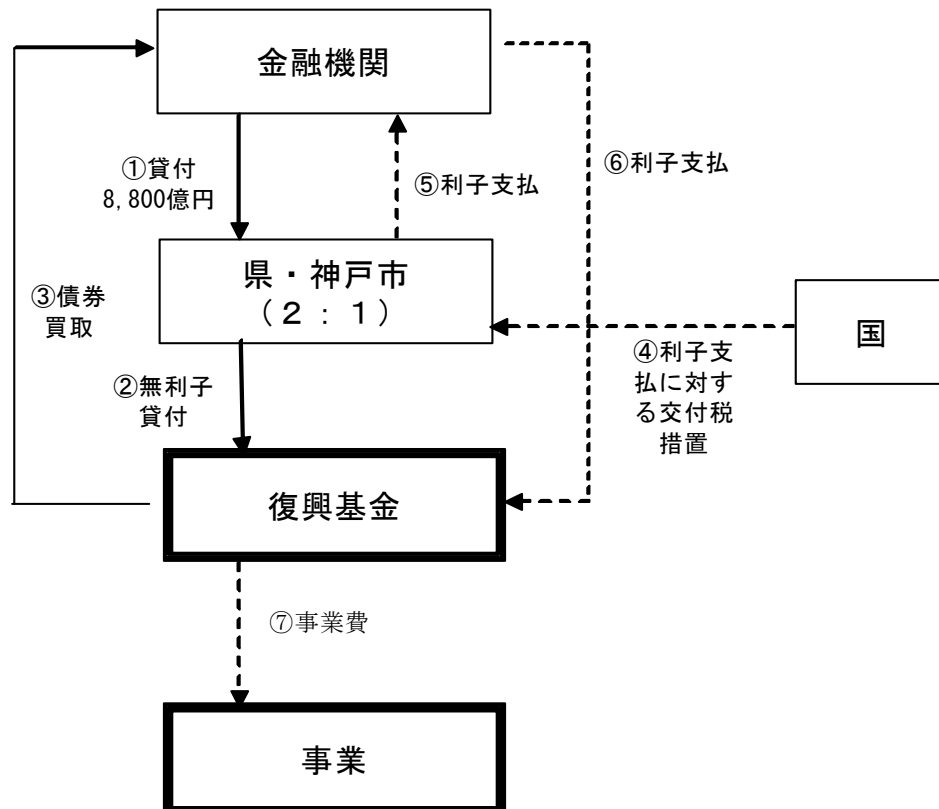 金融機関
①貸付
8,800億円
⑤利子支払
⑥利子支払
県・神戸市
（２：１）
③債券
買取
国
④利子支
払に対す
る交付税
措置
②無利子
貸付
復興基金
⑦事業費
事業